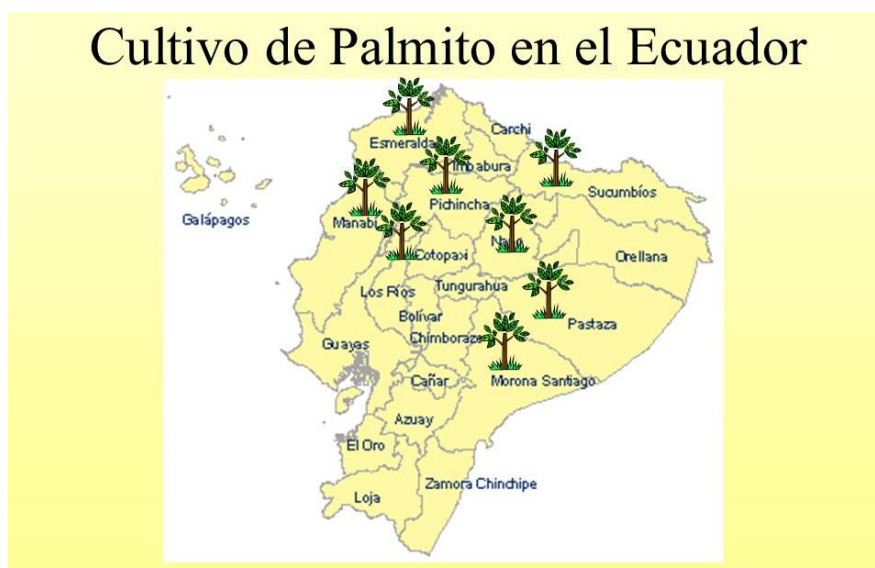 Cultivo de Palmito en el Ecuador
Carchi
Esmeraldas
Imbabura
Sucumbíos
Pichincha
Galápagos
Manabí
Napo
Cotopaxi
Orellana
Los Ríos
Tungurahua
Bolívar
Pastaza
Guayas
Chimborazo
Cañar
Morona Santiago
Azuay
El Oro
Zamora Chinchipe
Loja